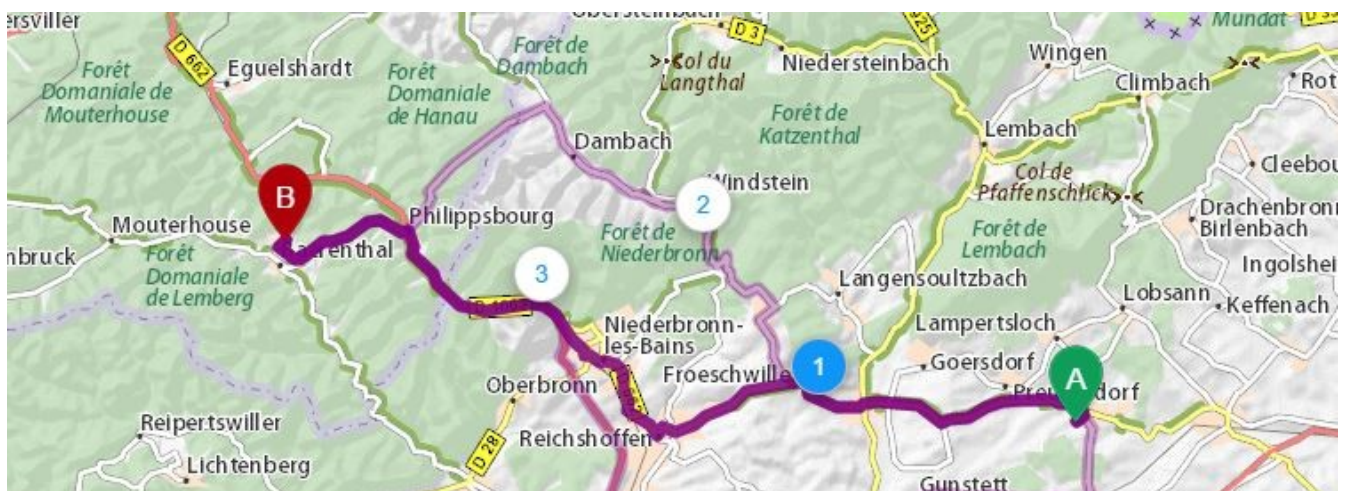 ersviller
D 662
Eguelshardt
Forêt
Domaniale de
Mouterhouse
Forêt
Domaniale
de Hanau
Forêt de
Dambach
Obersteinbach
D 3
Niedersteinbach
Col du
Langthal
925
Wingen
Mundat
Climbach
Rot
Forêt de
Katzenthal
Lembach
Dambach
Windstein
Col de
Pfaffenschlick
Cleebou
Drachenbronn
Birlenbach
B
Mouterhouse
Philippsbourg
2
Forêt de
Niederbronn
Forêt de
Lembach
Ingolshei
Forêt
Domaniale
de Lemberg
3
Langensoultzbach
Lobsann
Keffenach
Niederbronn-
les-Bains
Lampertsloch
Froeschwille
1
Goersdorf
A
Oberbronn
Reichshoffen
D 28
Reipertswiller
Lichtenberg
Gunstett